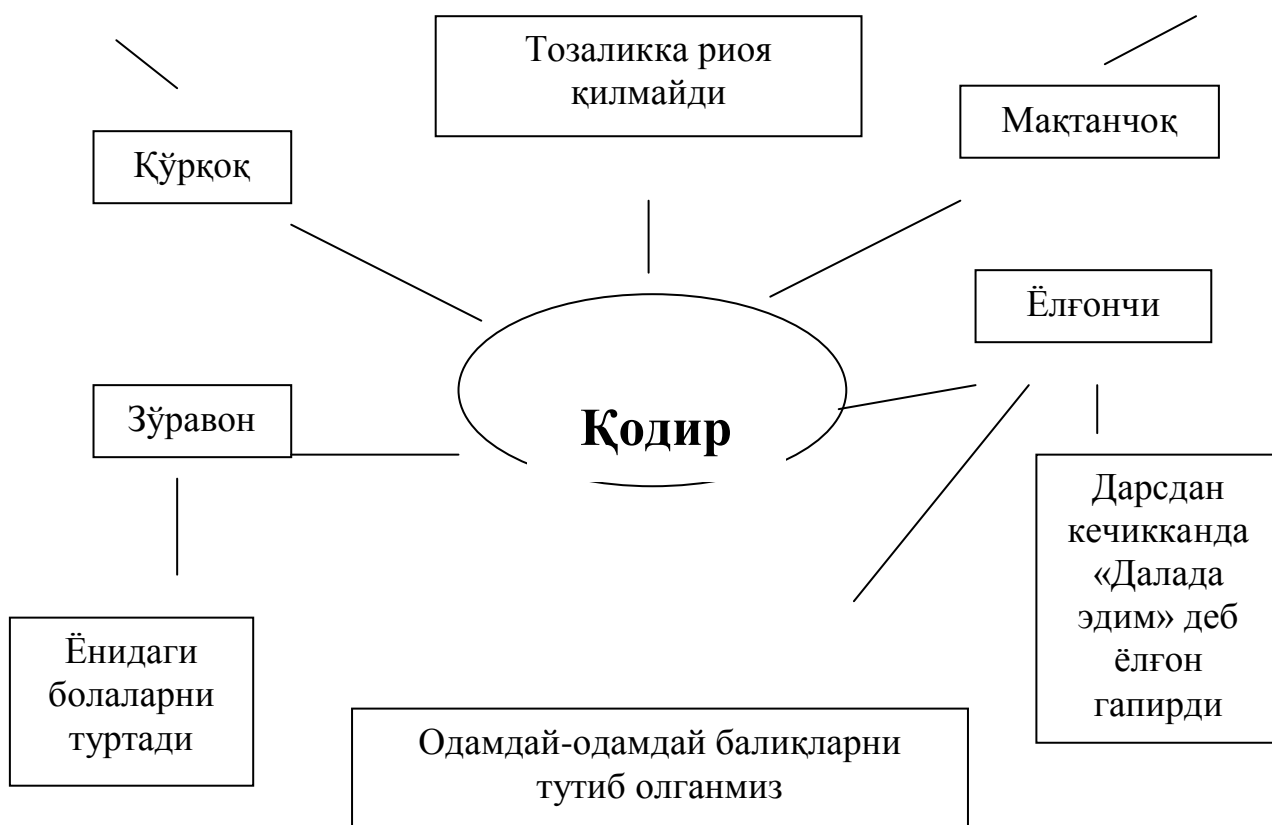 Тозаликка риоя
қилмайди
Мақтанчоқ
Қўрқоқ
Ёлғончи
Зўравон
Қодир
Дарсдан
кечикканда
«Далада
эдим» деб
ёлғон
гапирди
Ёнидаги
болаларни
туртади
Одамдай-одамдай балиқларни
тутиб олганмиз